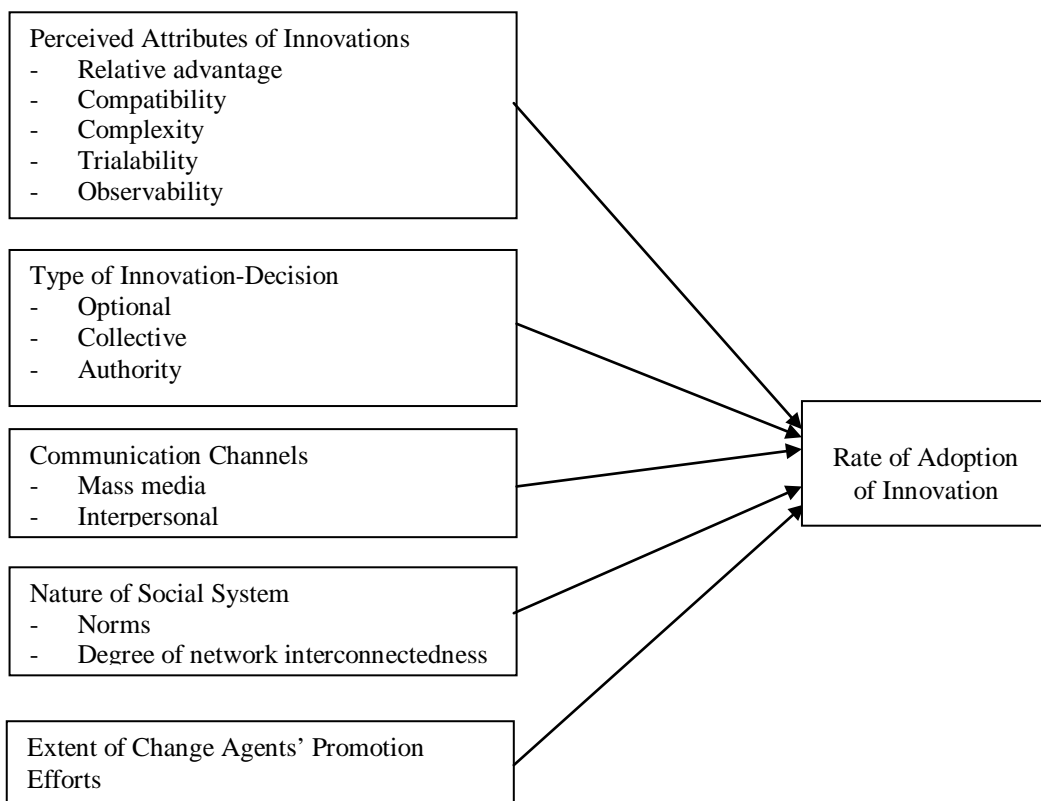 Perceived Attributes of Innovations
- Relative advantage
- Compatibility
- Complexity
- Trialability
- Observability
Type of Innovation-Decision
- Optional
- Collective
- Authority
Communication Channels
- Mass media
- Interpersonal
Nature of Social System
- Norms
- Degree of network interconnectedness
Extent of Change Agents’ Promotion
Efforts
Rate of Adoption
of Innovation